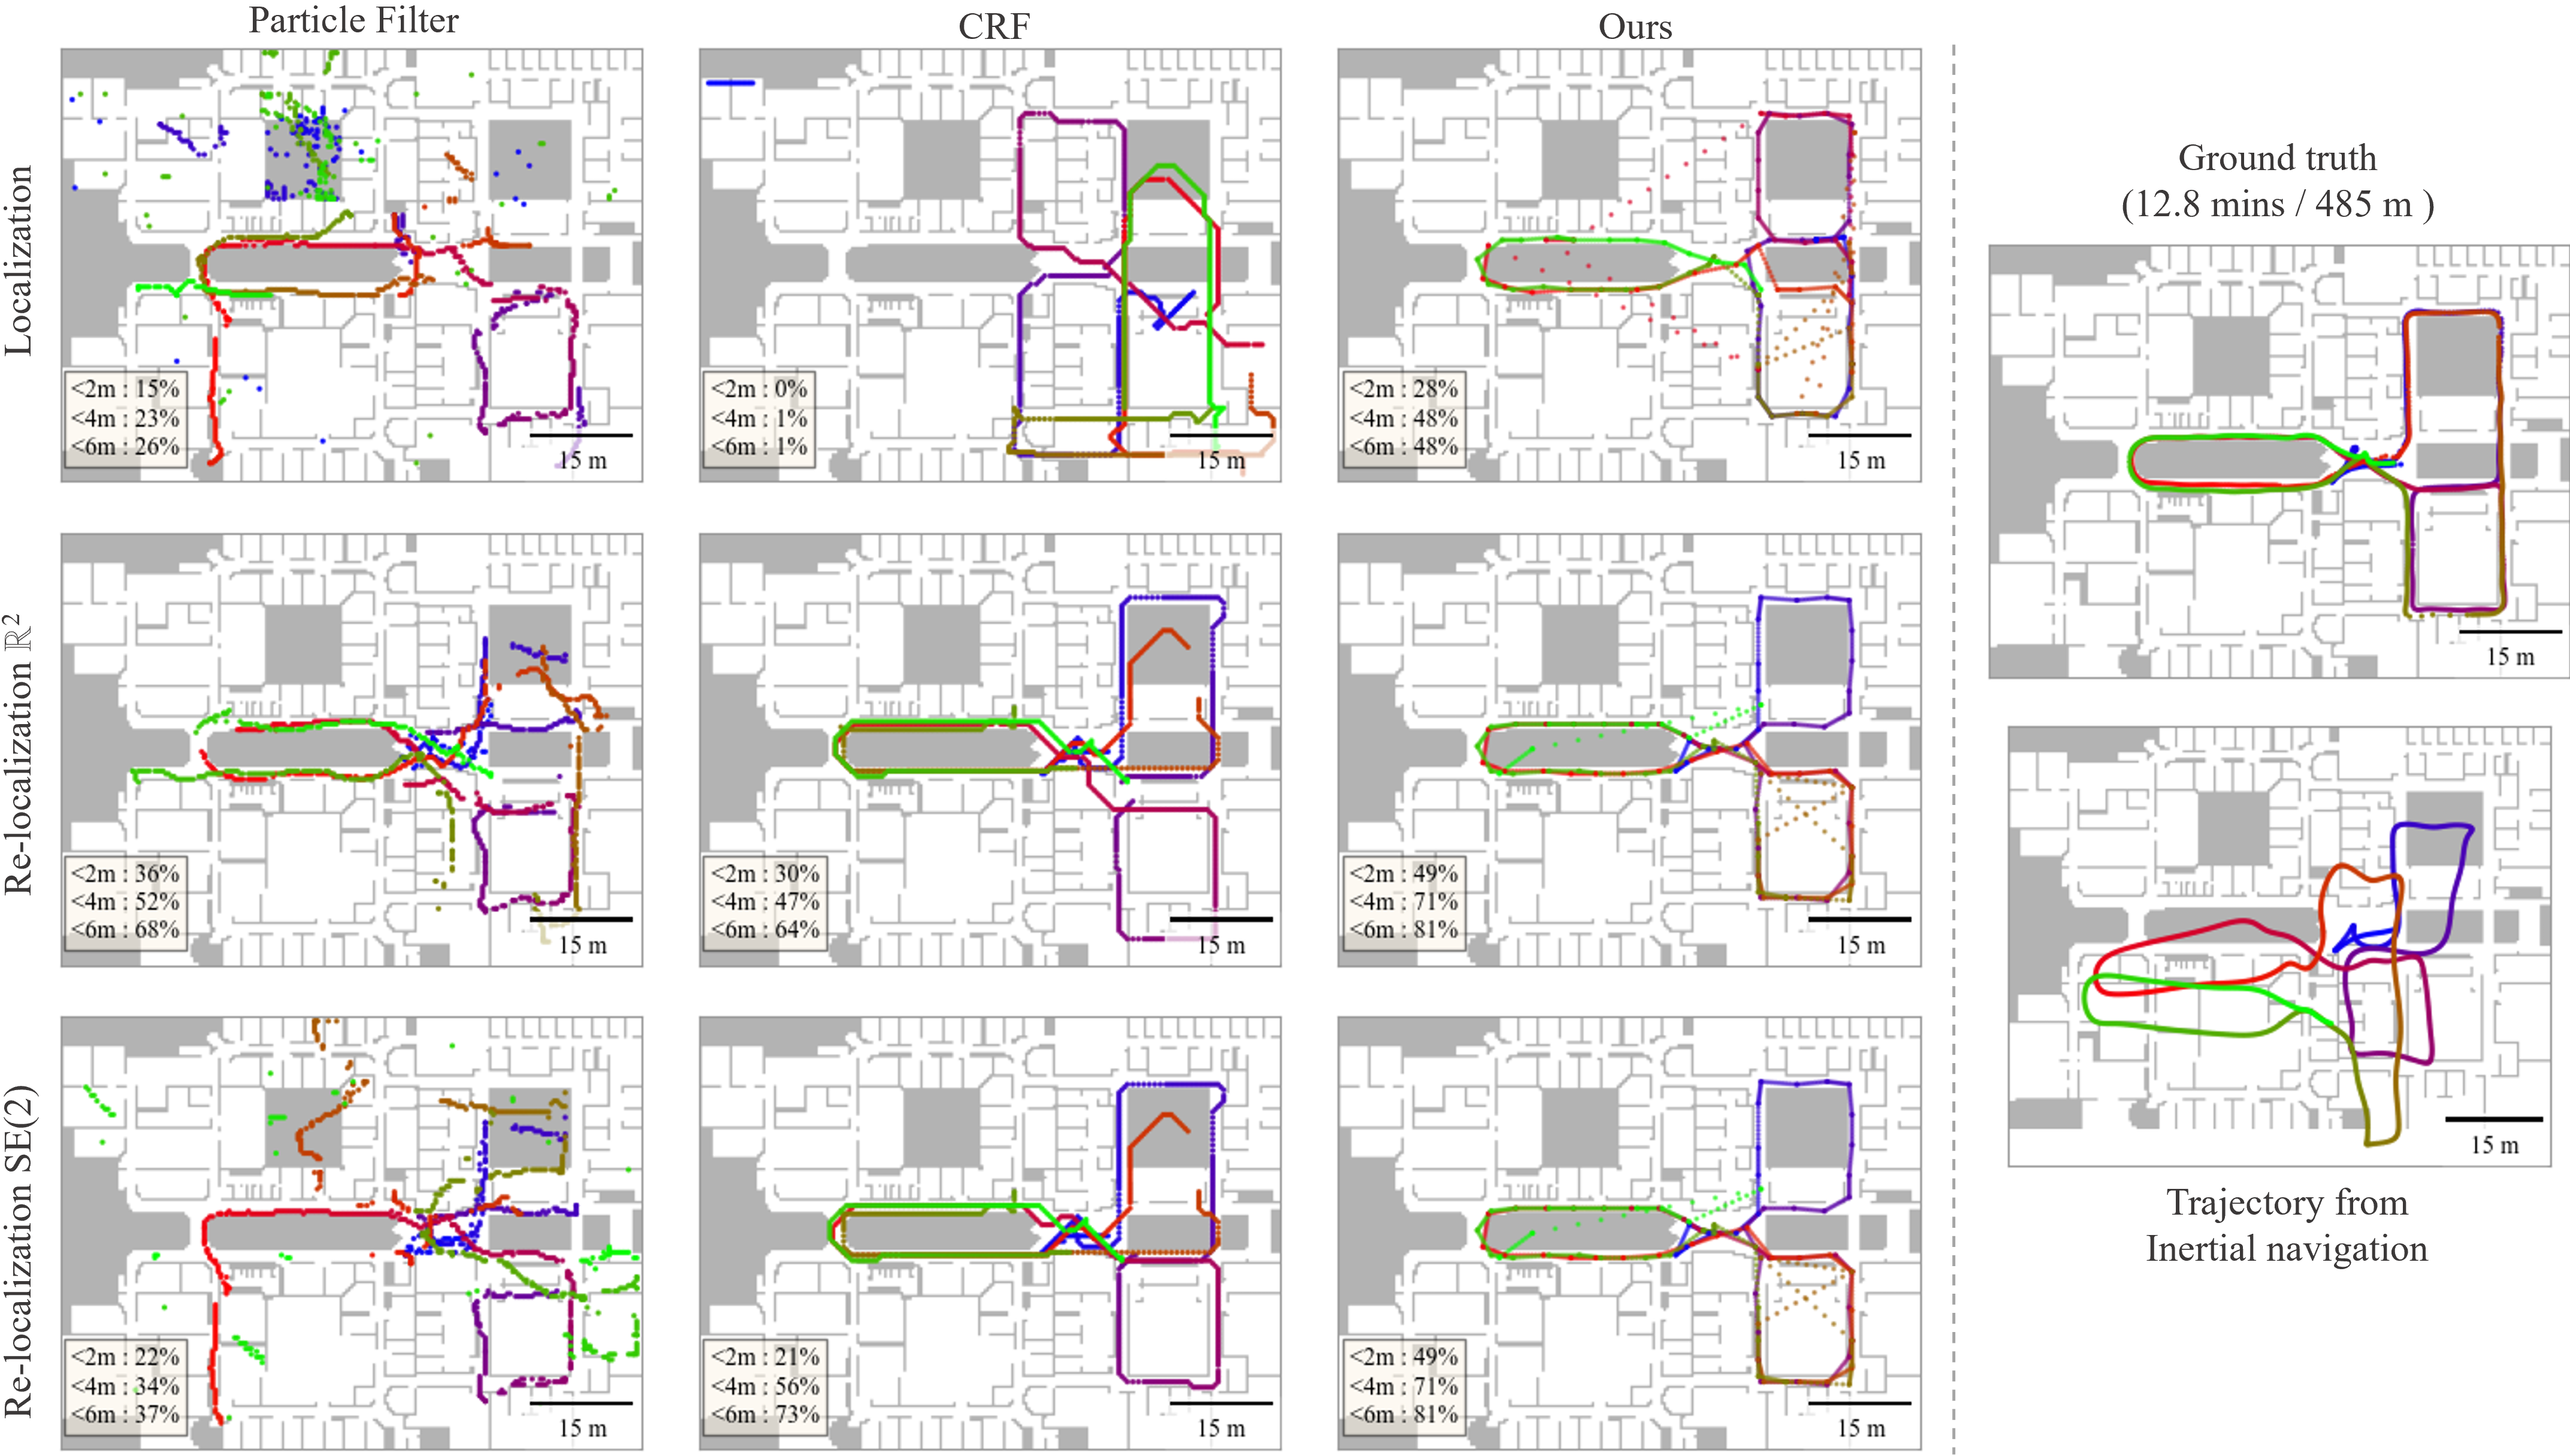 Particle Filter
CRF
Ours
Localization
<2m : 15%
<4m : 23%
<6m : 26%
15 m
<2m : 0%
<4m : 1%
<6m : 1%
15 m
<2m : 28%
<4m : 48%
<6m : 48%
15 m
Ground truth
(12.8 mins / 485 m )
15 m
Re-localization ℝ²
<2m : 36%
<4m : 52%
<6m : 68%
15 m
<2m : 30%
<4m : 47%
<6m : 64%
15 m
<2m : 49%
<4m : 71%
<6m : 81%
15 m
15 m
Trajectory from
Inertial navigation
Re-localization SE(2)
<2m : 22%
<4m : 34%
<6m : 37%
15 m
<2m : 21%
<4m : 56%
<6m : 73%
15 m
<2m : 49%
<4m : 71%
<6m : 81%
15 m